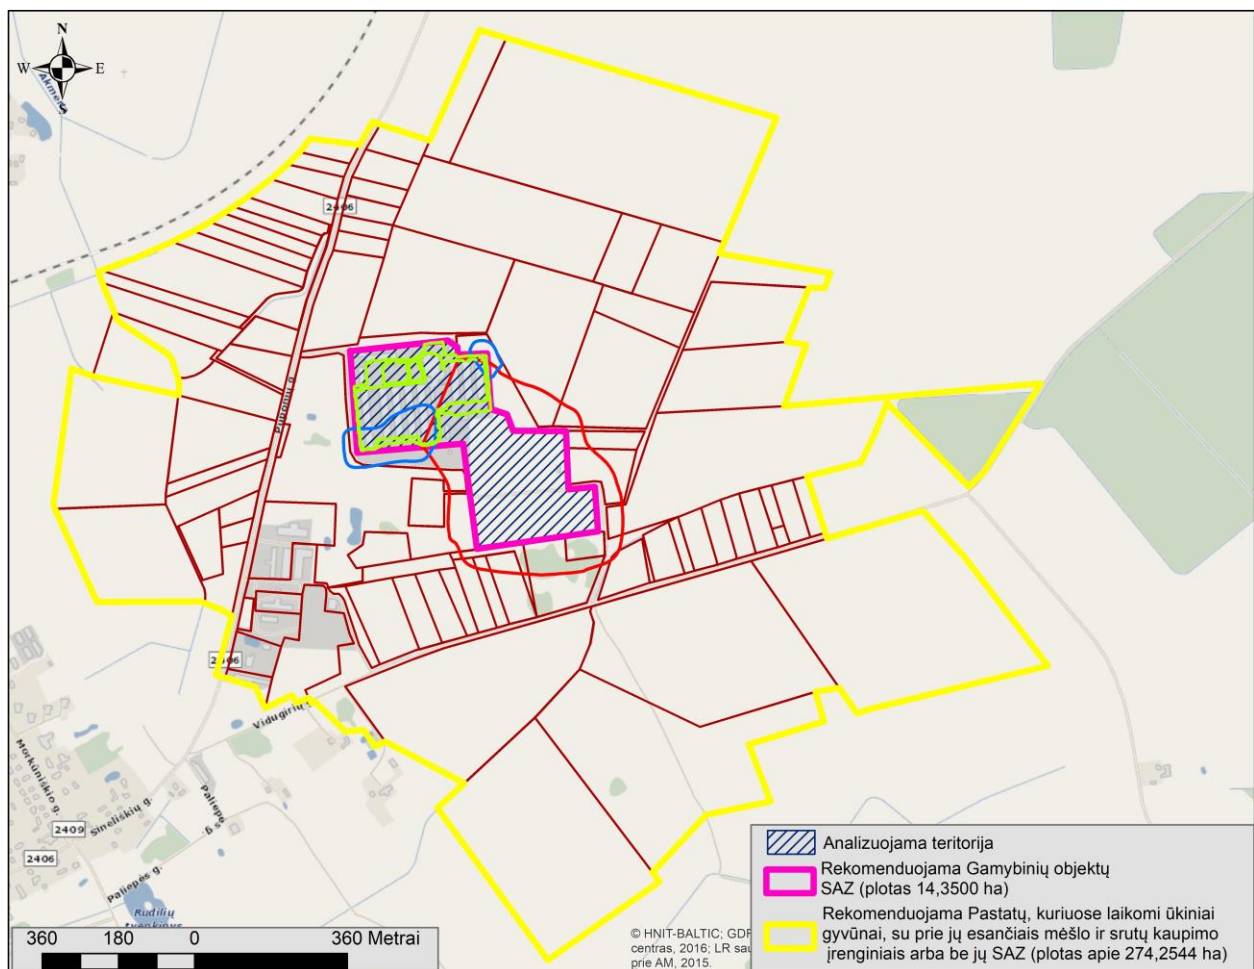 N
W E
S
Akmena
2406
Pumpėnų g.
2406
Vidugirių g.
Morkūniškio g.
Sineliškių g.
Paliepės g.
2409
2406
Paliepės g.
Rudilių
tvenkinys
360 180 0 360 Metrai
© HNIT-BALTIC; GDR
centras, 2016; LR sau
prie AM, 2015.
Analizuojama teritorija
Rekomenduojama Gamybinių objektų
SAZ (plotas 14,3500 ha)
Rekomenduojama Pastatų, kuriuose laikomi ūkiniai
gyvūnai, su prie jų esančiais mėšlo ir srutų kaupimo
įrenginiais arba be jų SAZ (plotas apie 274,2544 ha)